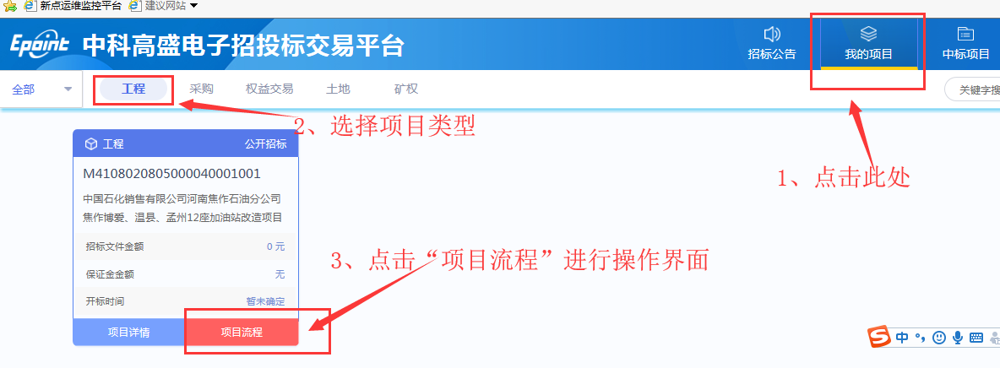 新点运维监控平台 建议网站
Epoint 中科高盛电子招投标交易平台
招标公告 我的项目 中标项目
全部 工程 采购 权益交易 土地 矿权 关键字搜
2、选择项目类型
工程 公开招标
M4108020805000040001001
1、点击此处
中国石化销售有限公司河南焦作石油分公司
焦作博爱、温县、孟州12座加油站改造项目
招标文件金额 0 元
3、点击“项目流程”进行操作界面
保证金金额 无
开标时间 暂未确定
项目详情 项目流程
S 中